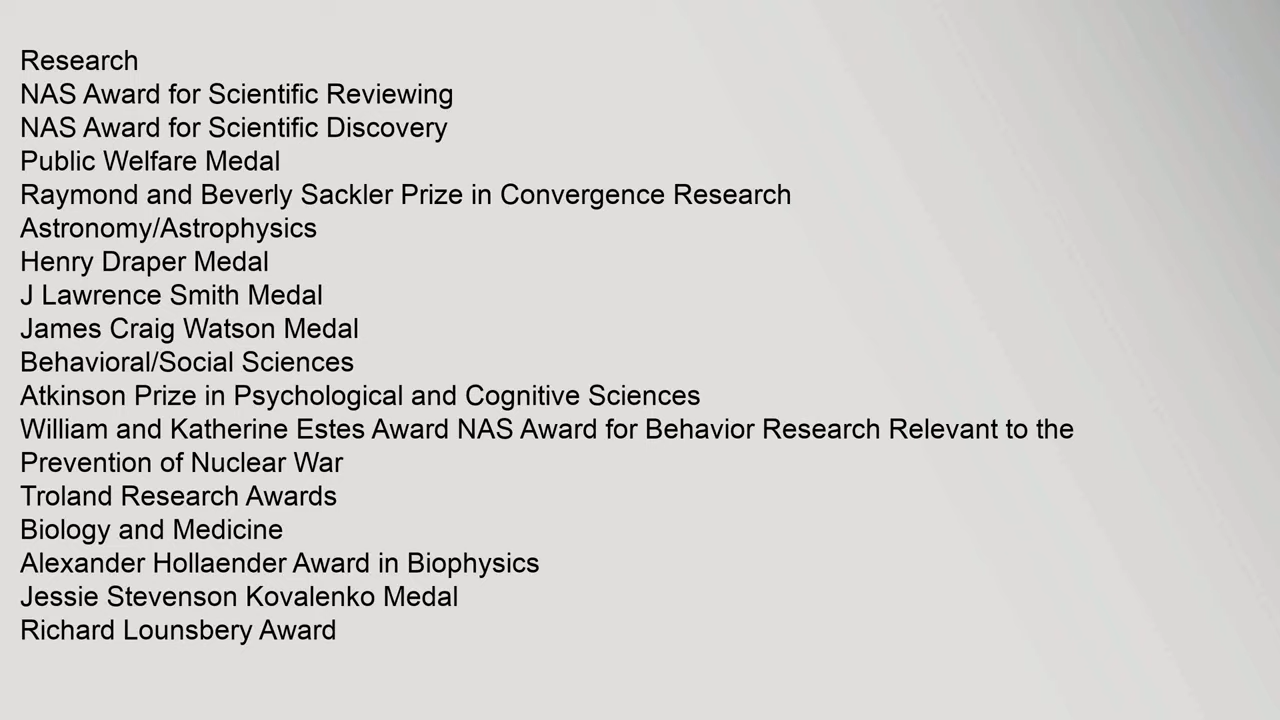 Research
NAS Award for Scientific Reviewing
NAS Award for Scientific Discovery
Public Welfare Medal
Raymond and Beverly Sackler Prize in Convergence Research
Astronomy/Astrophysics
Henry Draper Medal
J Lawrence Smith Medal
James Craig Watson Medal
Behavioral/Social Sciences
Atkinson Prize in Psychological and Cognitive Sciences
William and Katherine Estes Award NAS Award for Behavior Research Relevant to the
Prevention of Nuclear War
Troland Research Awards
Biology and Medicine
Alexander Hollaender Award in Biophysics
Jessie Stevenson Kovalenko Medal
Richard Lounsbery Award